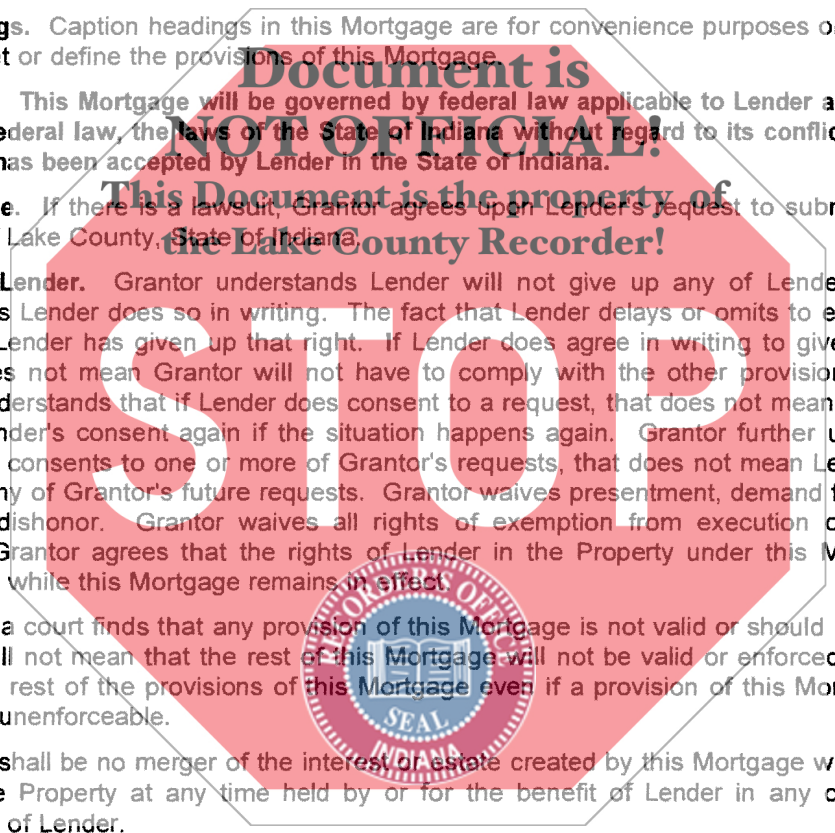 gs. Caption headings in this Mortgage are for convenience purposes o
t or define the provisions of this Mortgage.
Document is
This Mortgage will be governed by federal law applicable to Lender a
ederal law, the laws of the State of Indiana without regard to its conflic
NOT OFFICIAL!
has been accepted by Lender in the State of Indiana.
This Document is the property of
e. If there is a lawsuit, Grantor agrees upon Lender's request to subm
Lake County, State of Indiana.
the Lake County Recorder!
Lender. Grantor understands Lender will not give up any of Lende
s Lender does so in writing. The fact that Lender delays or omits to e
Lender has given up that right. If Lender does agree in writing to give
es not mean Grantor will not have to comply with the other provision
derstands that if Lender does consent to a request, that does not mean
nder's consent again if the situation happens again. Grantor further u
consents to one or more of Grantor's requests, that does not mean Le
ny of Grantor's future requests. Grantor waives presentment, demand f
dishonor. Grantor waives all rights of exemption from execution o
Grantor agrees that the rights of Lender in the Property under this M
while this Mortgage remains in effect.
STOP
a court finds that any provision of this Mortgage is not valid or should
ll not mean that the rest of this Mortgage will not be valid or enforced
rest of the provisions of this Mortgage even if a provision of this Mor
unenforceable.
RECORDER'S OFFICE
SEAL
INDIANA
shall be no merger of the interest or estate created by this Mortgage w
e Property at any time held by or for the benefit of Lender in any c
of Lender.